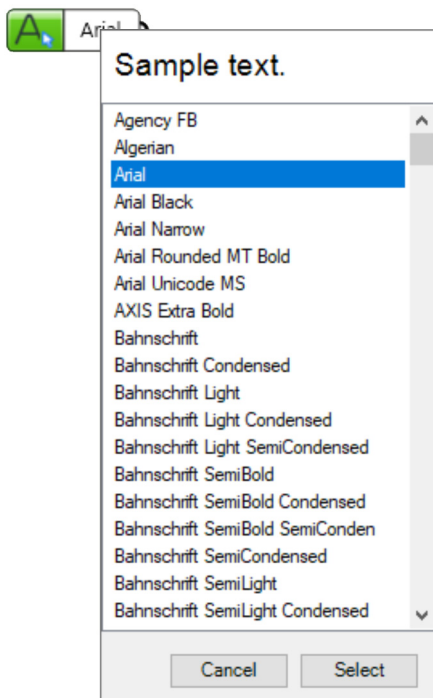 A
Arial
Sample text.
Agency FB
Algerian
Arial
Arial Black
Arial Narrow
Arial Rounded MT Bold
Arial Unicode MS
AXIS Extra Bold
Bahnschrift
Bahnschrift Condensed
Bahnschrift Light
Bahnschrift Light Condensed
Bahnschrift Light SemiCondensed
Bahnschrift SemiBold
Bahnschrift SemiBold Condensed
Bahnschrift SemiBold SemiConden
Bahnschrift SemiCondensed
Bahnschrift SemiLight
Bahnschrift SemiLight Condensed
Cancel Select